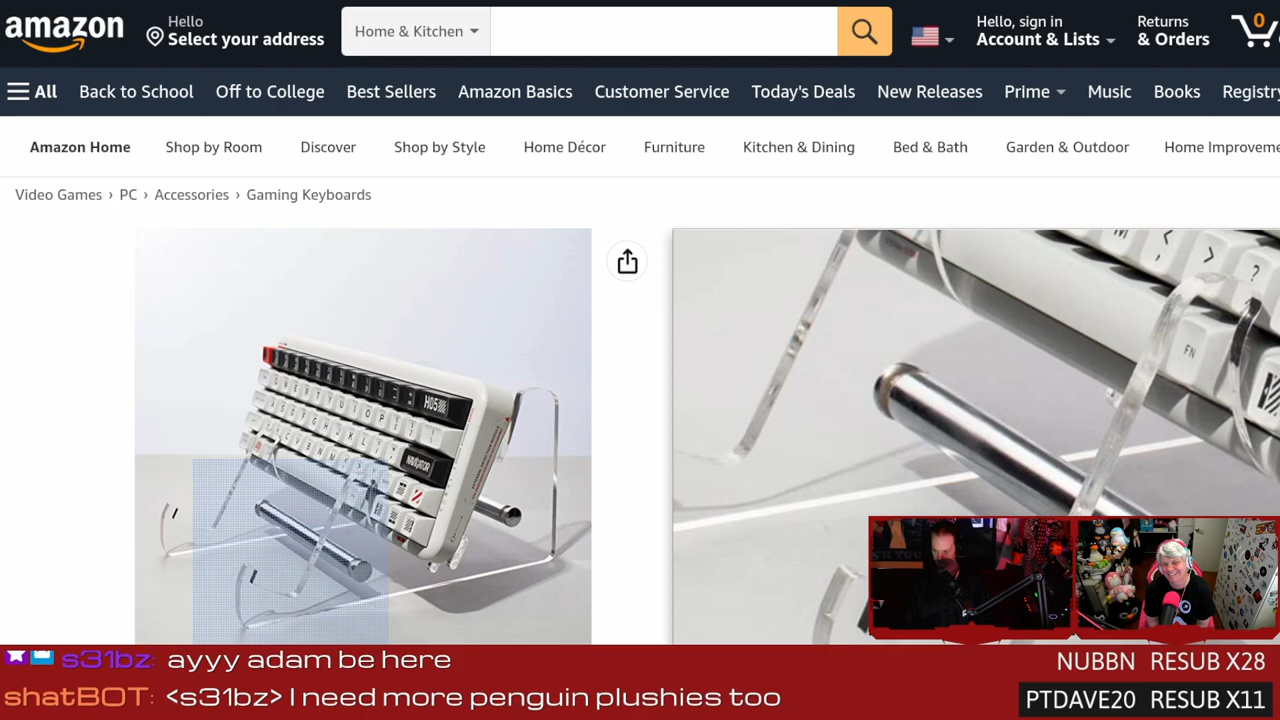 amazon
Hello
Select your address
Home & Kitchen
Hello, sign in
Account & Lists
Returns
& Orders
0
All
Back to School
Off to College
Best Sellers
Amazon Basics
Customer Service
Today's Deals
New Releases
Prime
Music
Books
Registry
Amazon Home
Shop by Room
Discover
Shop by Style
Home Décor
Furniture
Kitchen & Dining
Bed & Bath
Garden & Outdoor
Home Improveme
Video Games › PC › Accessories › Gaming Keyboards
H05
NAVIGATOR
M
<
,
>
.
?
FN
s31bz: ayyy adam be here
shatBOT: <s31bz> I need more penguin plushies too
NUBBN RESUB X28
PTDAVE20 RESUB X11